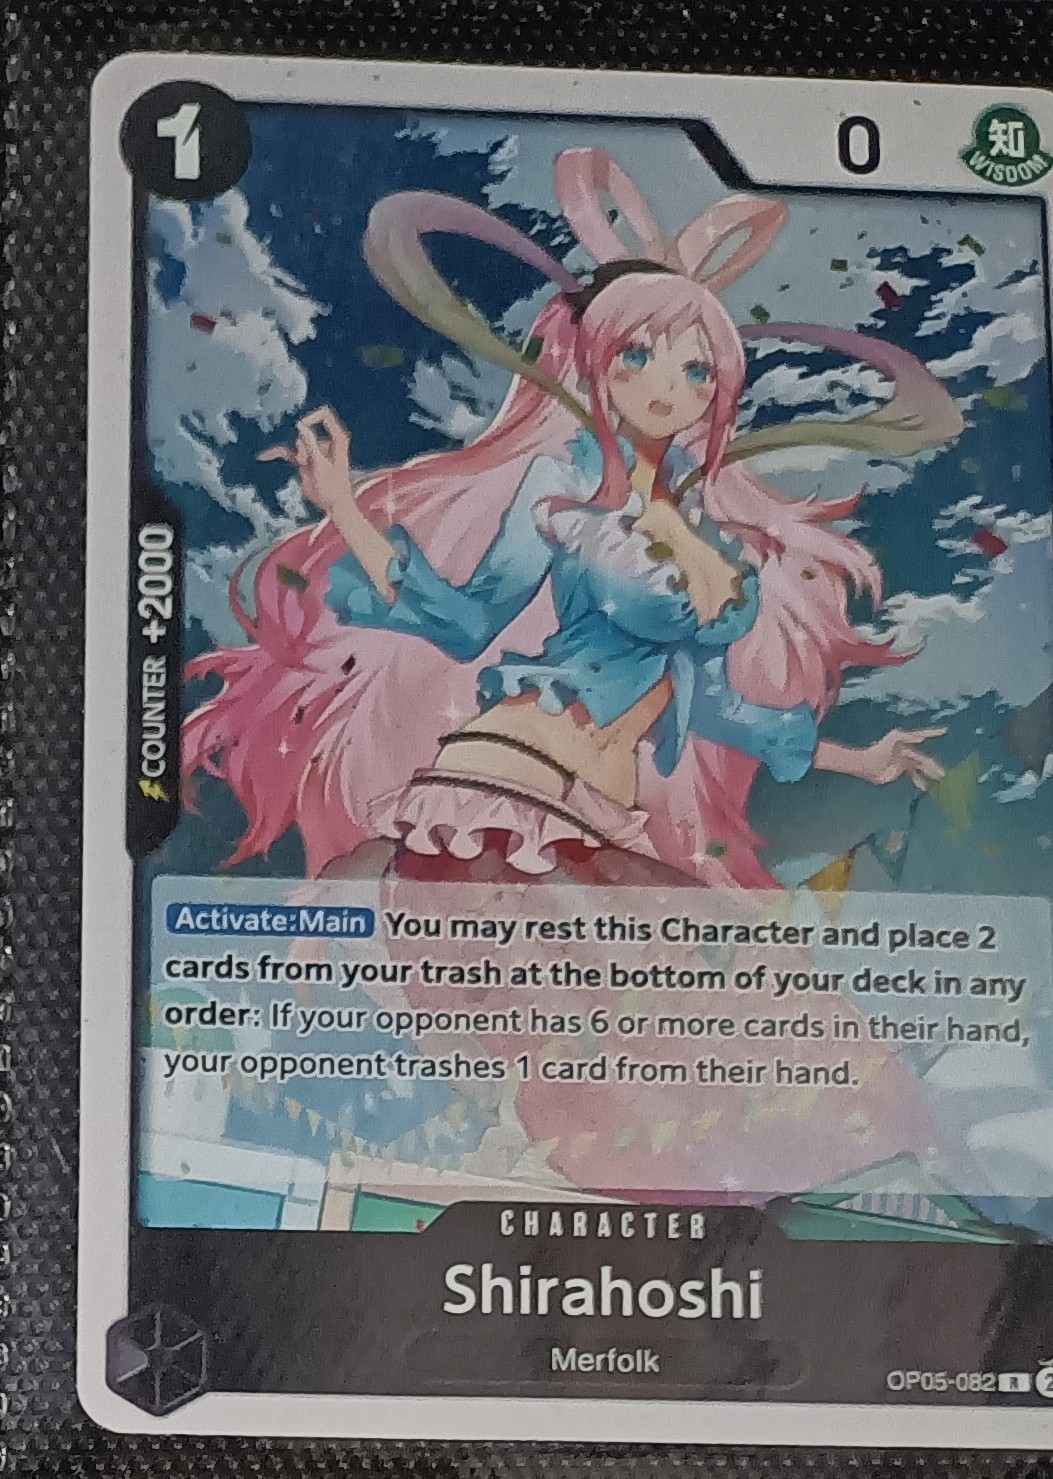 1
0
知
WISDOM
COUNTER +2000
Activate:Main You may rest this Character and place 2
cards from your trash at the bottom of your deck in any
order: If your opponent has 6 or more cards in their hand,
your opponent trashes 1 card from their hand.
CHARACTER
Shirahoshi
Merfolk
OP05-082 R 2